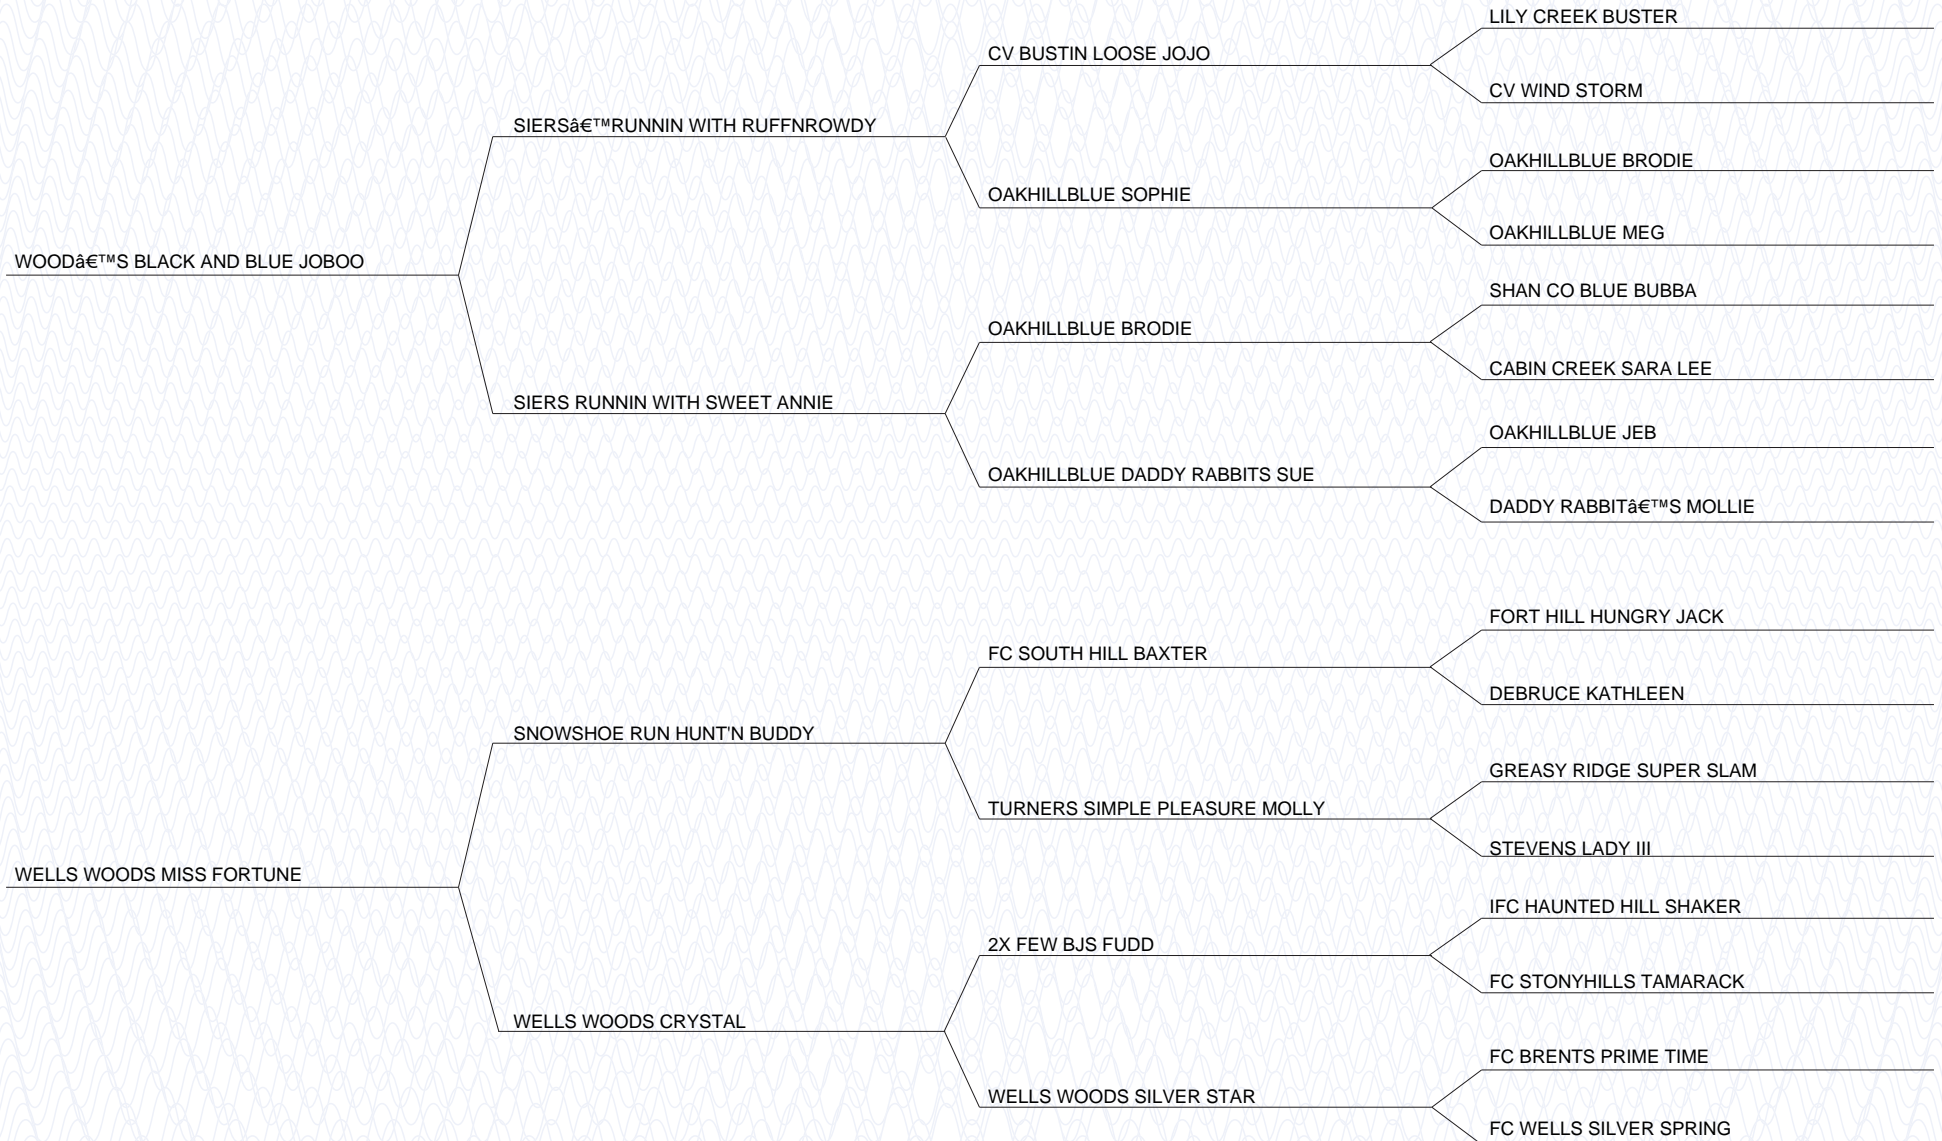 LILY CREEK BUSTER
CV BUSTIN LOOSE JOJO
CV WIND STORM
SIERSâ€™RUNNIN WITH RUFFNROWDY
OAKHILLBLUE BRODIE
OAKHILLBLUE SOPHIE
OAKHILLBLUE MEG
WOODâ€™S BLACK AND BLUE JOBOO
SHAN CO BLUE BUBBA
OAKHILLBLUE BRODIE
CABIN CREEK SARA LEE
SIERS RUNNIN WITH SWEET ANNIE
OAKHILLBLUE JEB
OAKHILLBLUE DADDY RABBITS SUE
DADDY RABBITâ€™S MOLLIE
FORT HILL HUNGRY JACK
FC SOUTH HILL BAXTER
DEBRUCE KATHLEEN
SNOWSHOE RUN HUNT'N BUDDY
GREASY RIDGE SUPER SLAM
TURNERS SIMPLE PLEASURE MOLLY
STEVENS LADY III
WELLS WOODS MISS FORTUNE
IFC HAUNTED HILL SHAKER
2X FEW BJS FUDD
FC STONYHILLS TAMARACK
WELLS WOODS CRYSTAL
FC BRENTS PRIME TIME
WELLS WOODS SILVER STAR
FC WELLS SILVER SPRING